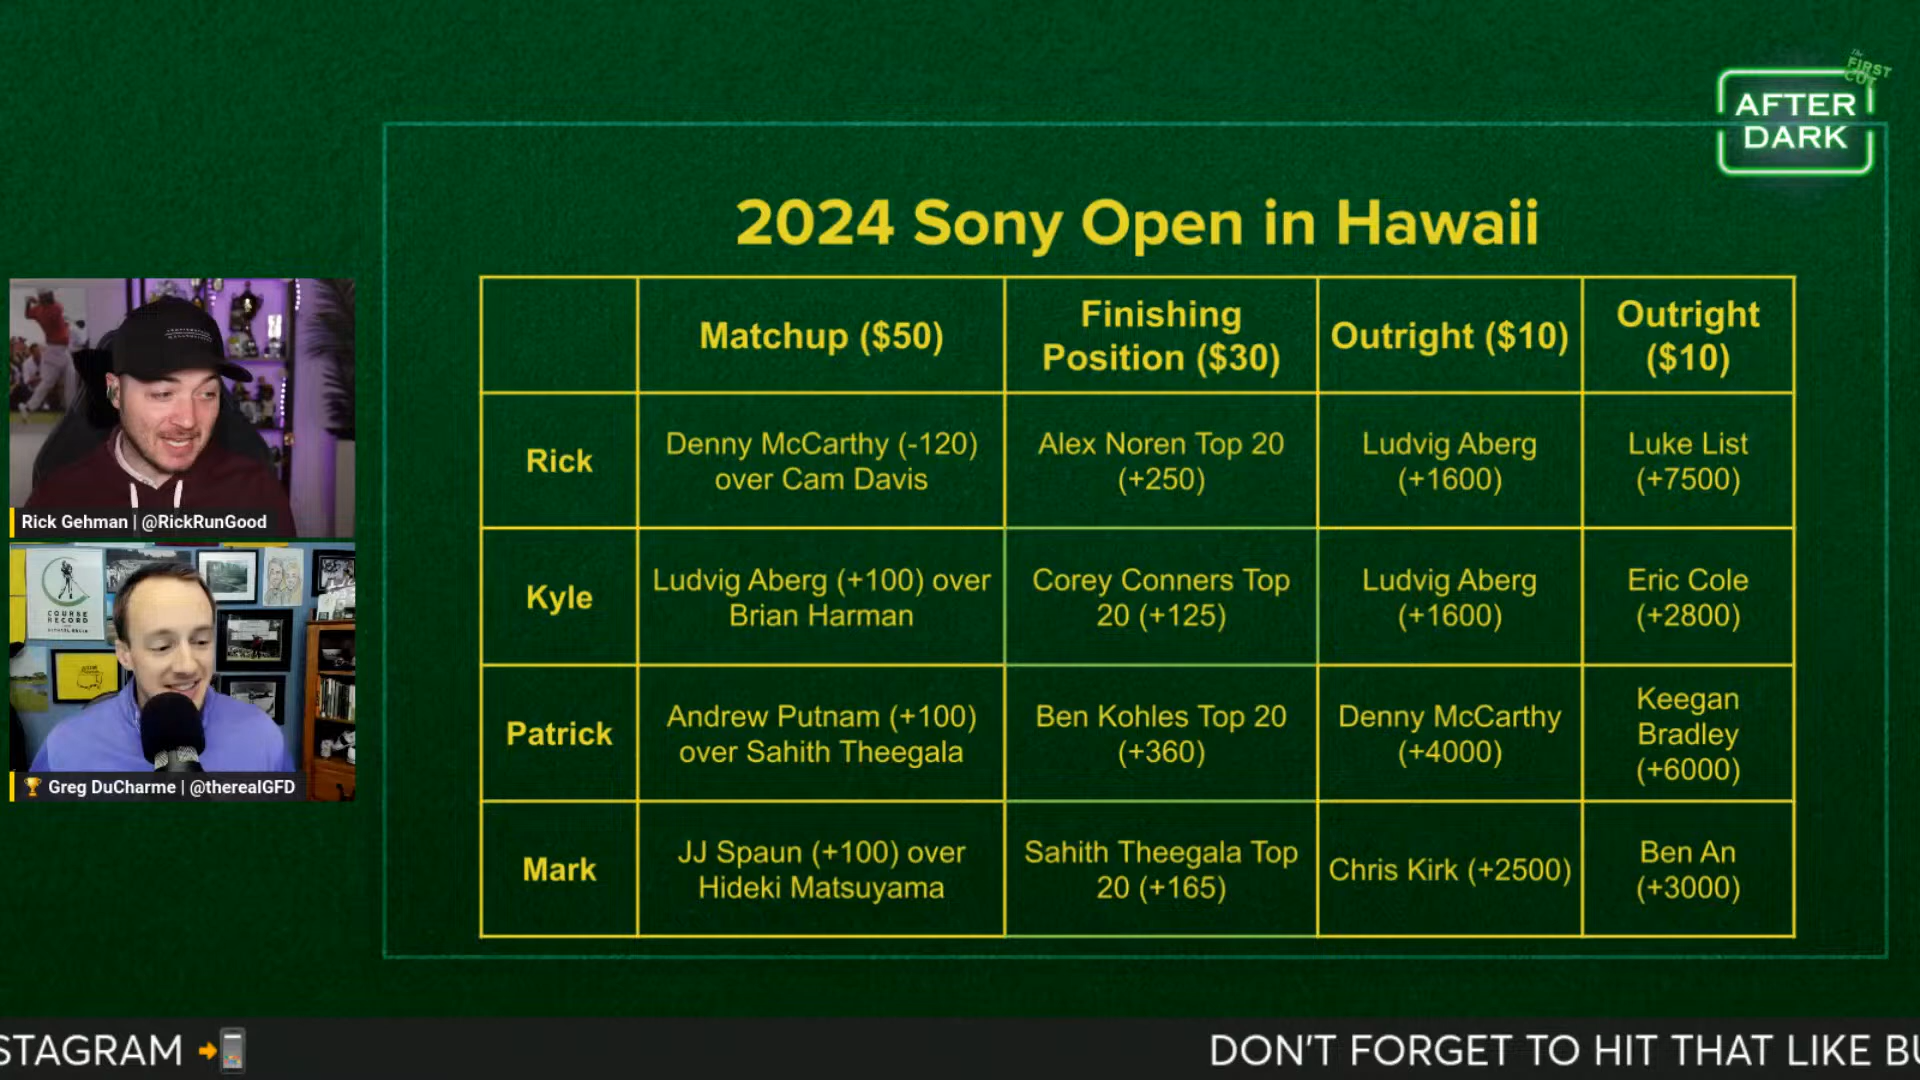 The
FIRST
CUT
AFTER
DARK
2024 Sony Open in Hawaii
Matchup ($50)
Finishing
Position ($30)
Outright ($10)
Outright
($10)
Rick
Denny McCarthy (-120)
over Cam Davis
Alex Noren Top 20
(+250)
Ludvig Aberg
(+1600)
Luke List
(+7500)
Kyle
Ludvig Aberg (+100) over
Brian Harman
Corey Conners Top
20 (+125)
Ludvig Aberg
(+1600)
Eric Cole
(+2800)
Patrick
Andrew Putnam (+100)
over Sahith Theegala
Ben Kohles Top 20
(+360)
Denny McCarthy
(+4000)
Keegan
Bradley
(+6000)
Mark
JJ Spaun (+100) over
Hideki Matsuyama
Sahith Theegala Top
20 (+165)
Chris Kirk (+2500)
Ben An
(+3000)
Rick Gehman | @RickRunGood
COURSE
RECORD
Greg DuCharme | @therealGFD
STAGRAM
DON'T FORGET TO HIT THAT LIKE BU